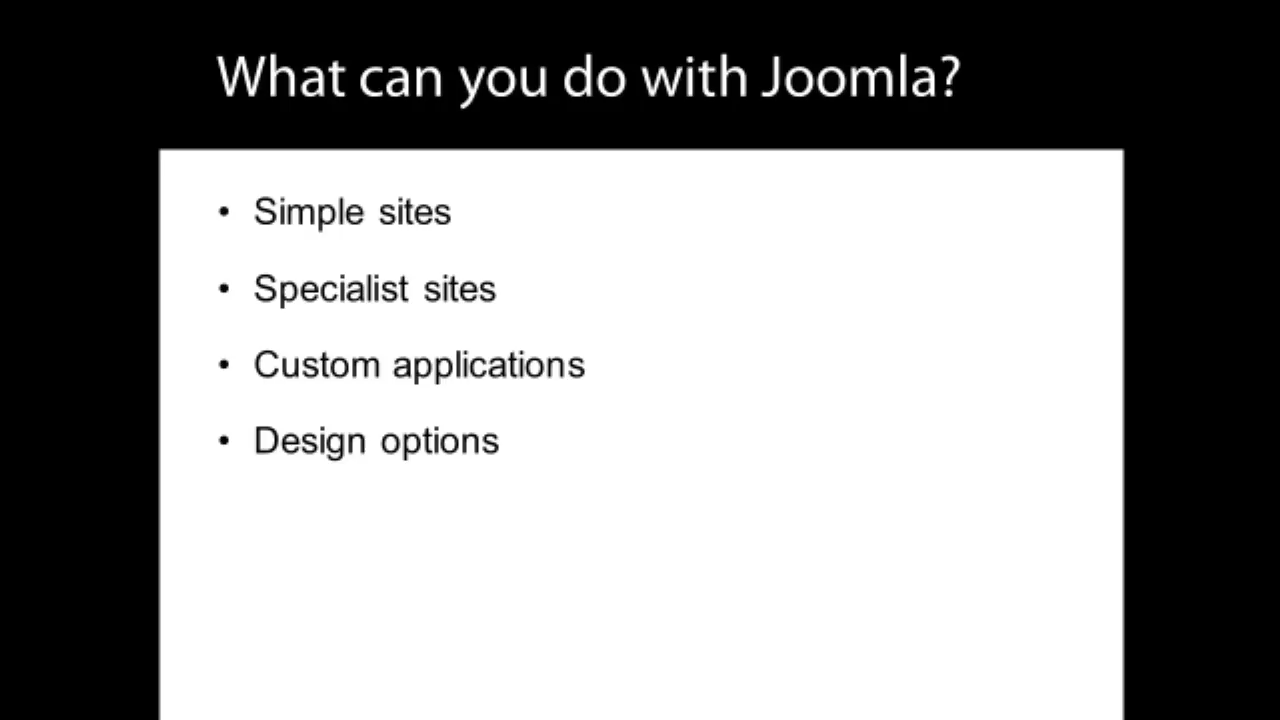 What can you do with Joomla?
• Simple sites
• Specialist sites
• Custom applications
• Design options